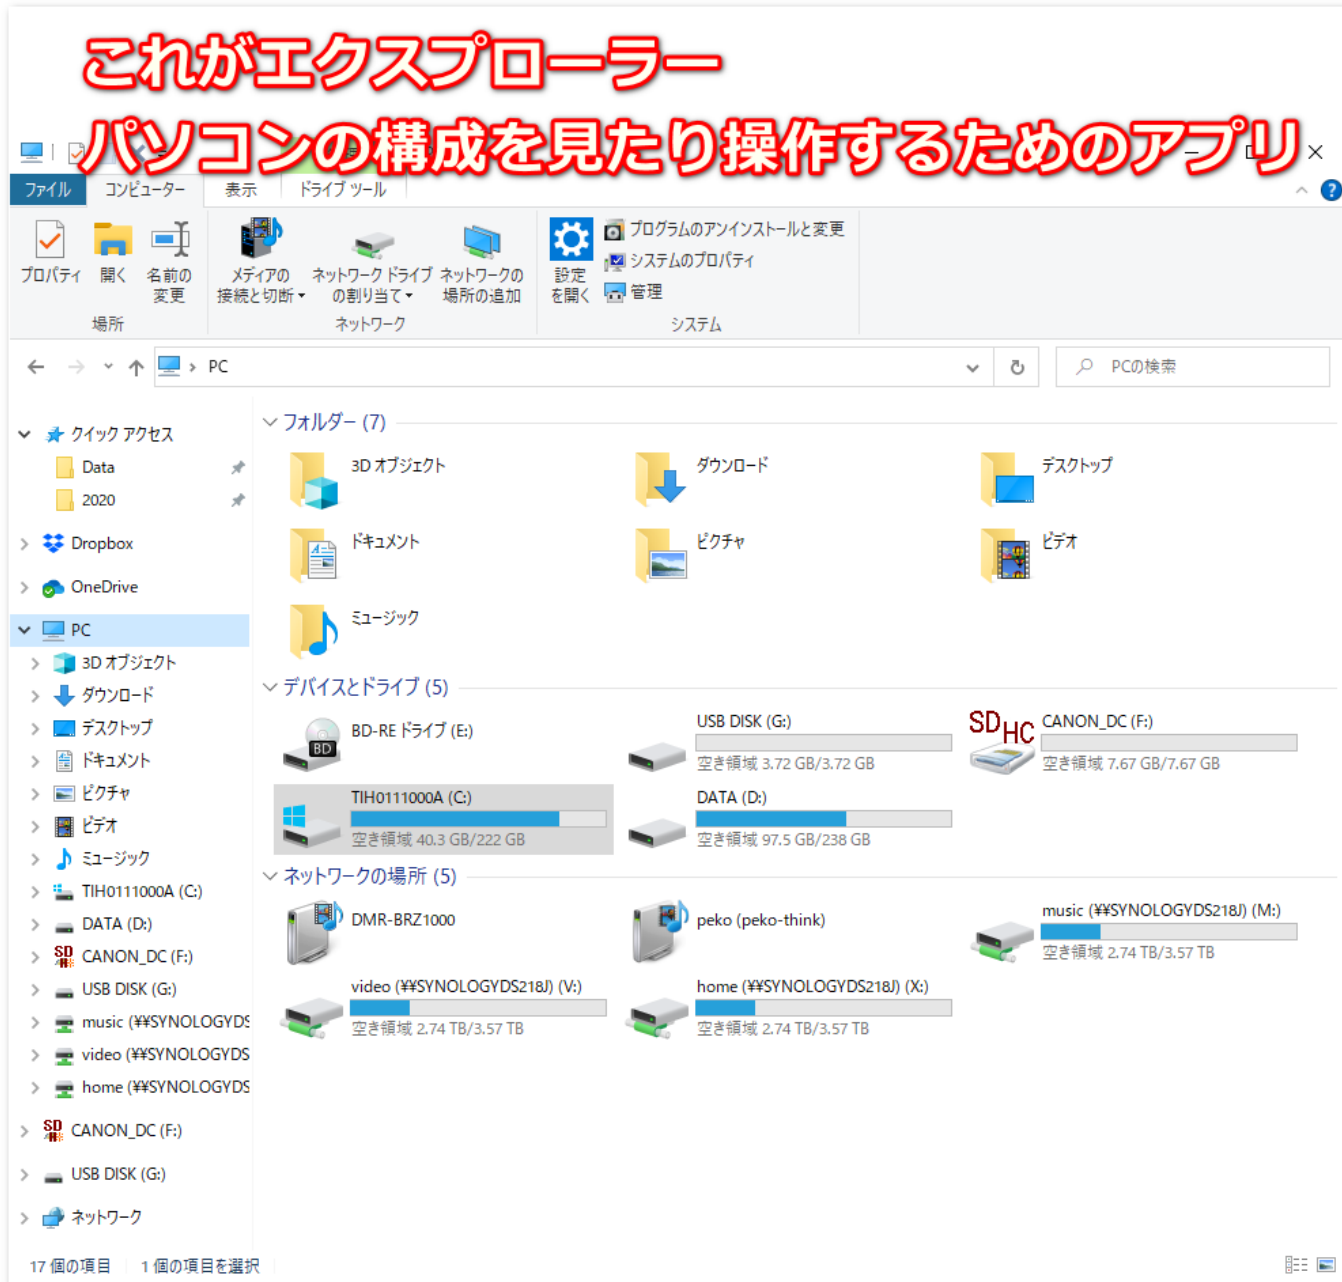 これがエクスプローラー
パソコンの構成を見たり操作するためのアプリ
ファイル コンピューター 表示 ドライブ ツール
プロパティ 開く 名前の変更
場所
メディアの接続と切断 ネットワーク ドライブの割り当て ネットワークの場所の追加
ネットワーク
設定を開く
プログラムのアンインストールと変更
システムのプロパティ
管理
システム
PC
PCの検索
クイック アクセス
Data
2020
Dropbox
OneDrive
PC
3D オブジェクト
ダウンロード
デスクトップ
ドキュメント
ピクチャ
ビデオ
ミュージック
TIH0111000A (C:)
DATA (D:)
SD CANON_DC (F:)
USB DISK (G:)
music (¥¥SYNOLOGYDS
video (¥¥SYNOLOGYDS
home (¥¥SYNOLOGYDS
SD CANON_DC (F:)
USB DISK (G:)
ネットワーク
フォルダー (7)
3D オブジェクト
ダウンロード
デスクトップ
ドキュメント
ピクチャ
ビデオ
ミュージック
デバイスとドライブ (5)
BD
BD-RE ドライブ (E:)
USB DISK (G:)
空き領域 3.72 GB/3.72 GB
SDHC
CANON_DC (F:)
空き領域 7.67 GB/7.67 GB
TIH0111000A (C:)
空き領域 40.3 GB/222 GB
DATA (D:)
空き領域 97.5 GB/238 GB
ネットワークの場所 (5)
DMR-BRZ1000
peko (peko-think)
music (¥¥SYNOLOGYDS218J) (M:)
空き領域 2.74 TB/3.57 TB
video (¥¥SYNOLOGYDS218J) (V:)
空き領域 2.74 TB/3.57 TB
home (¥¥SYNOLOGYDS218J) (X:)
空き領域 2.74 TB/3.57 TB
17 個の項目 1 個の項目を選択